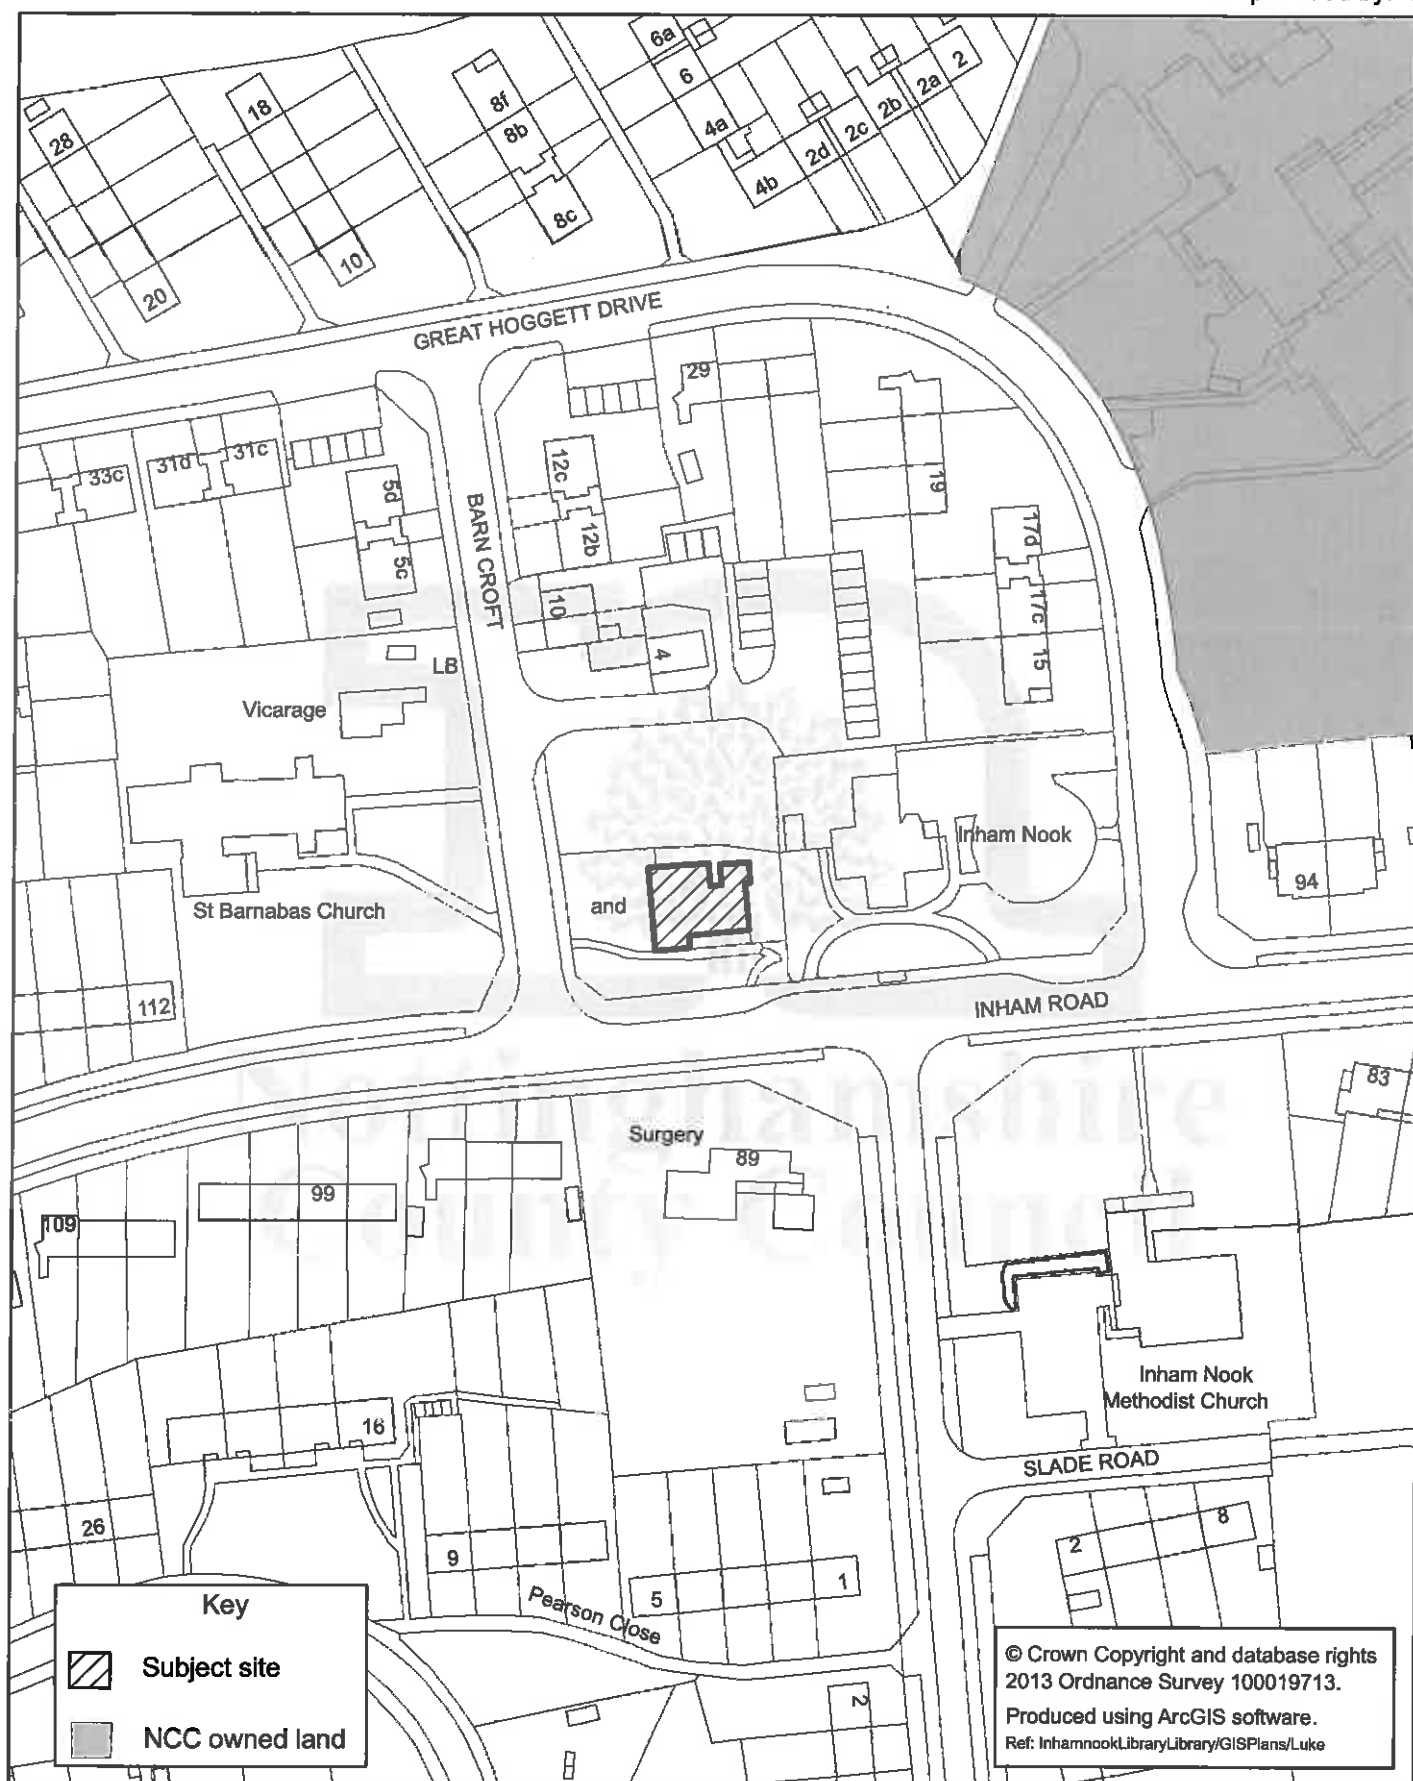 6a
6
4a
4b
2d
2c
2b
2a
2
28
18
8f
8b
8c
20
10
GREAT HOGGETT DRIVE
29
19
33c
31d
31c
5d
5c
12c
12b
BARN CROFT
10
4
17d
17c
15
LB
Vicarage
Inham Nook
St Barnabas Church
and
94
112
INHAM ROAD
Nottinghamshire
County Council
83
Surgery
89
99
109
Inham Nook
Methodist Church
16
SLADE ROAD
26
9
5
1
2
8
Pearson Close
2
Key
Subject site
NCC owned land
© Crown Copyright and database rights
2013 Ordnance Survey 100019713.
Produced using ArcGIS software.
Ref: InhamnookLibraryLibrary/GISPlans/Luke